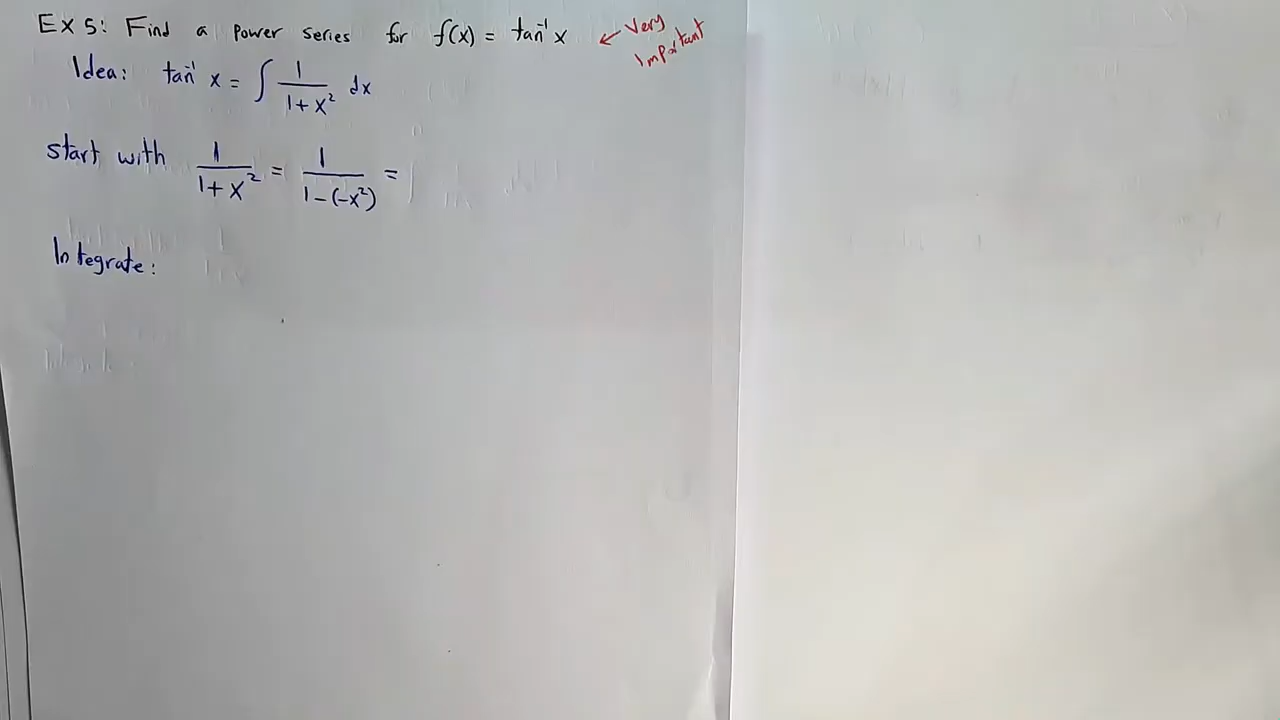 Ex 5: Find a power series for f(x) = tan⁻¹ x ← Very Important
Idea: tan⁻¹ x = ∫ 1/(1+x²) dx
start with 1/(1+x²) = 1/(1-(-x²)) =
Integrate: